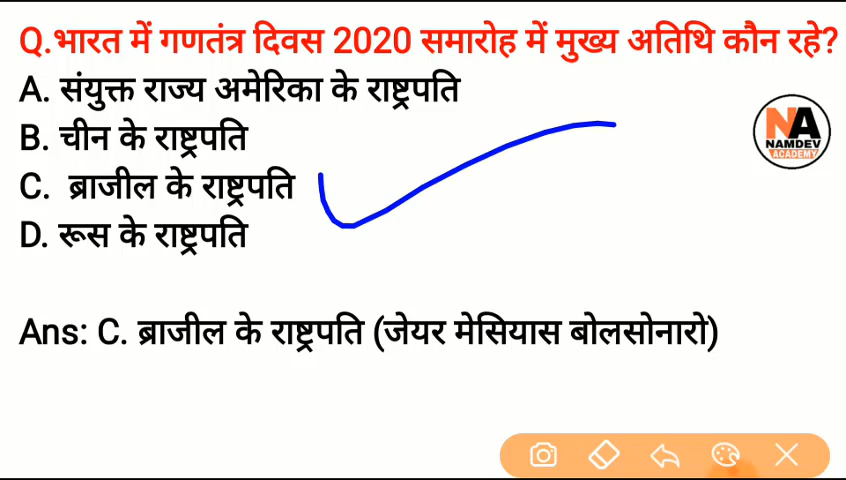 Q.भारत में गणतंत्र दिवस 2020 समारोह में मुख्य अतिथि कौन रहे?
A. संयुक्त राज्य अमेरिका के राष्ट्रपति
B. चीन के राष्ट्रपति
C. ब्राजील के राष्ट्रपति
D. रूस के राष्ट्रपति
NA
NAMDEV
ACADEMY
Ans: C. ब्राजील के राष्ट्रपति (जेयर मेसियास बोलसोनारो)